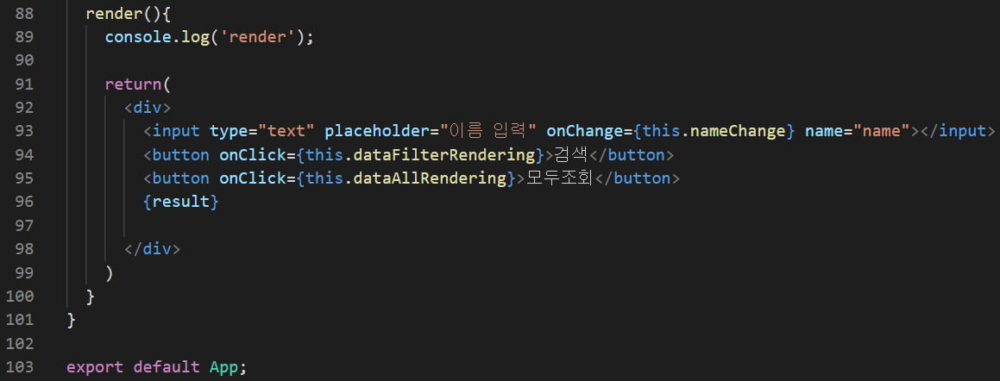 88 render(){
89 console.log('render');
90
91 return(
92 <div>
93 <input type="text" placeholder="이름 입력" onChange={this.nameChange} name="name"></input>
94 <button onClick={this.dataFilterRendering}>검색</button>
95 <button onClick={this.dataAllRendering}>모두조회</button>
96 {result}
97
98 </div>
99 )
100 }
101 }
102
103 export default App;